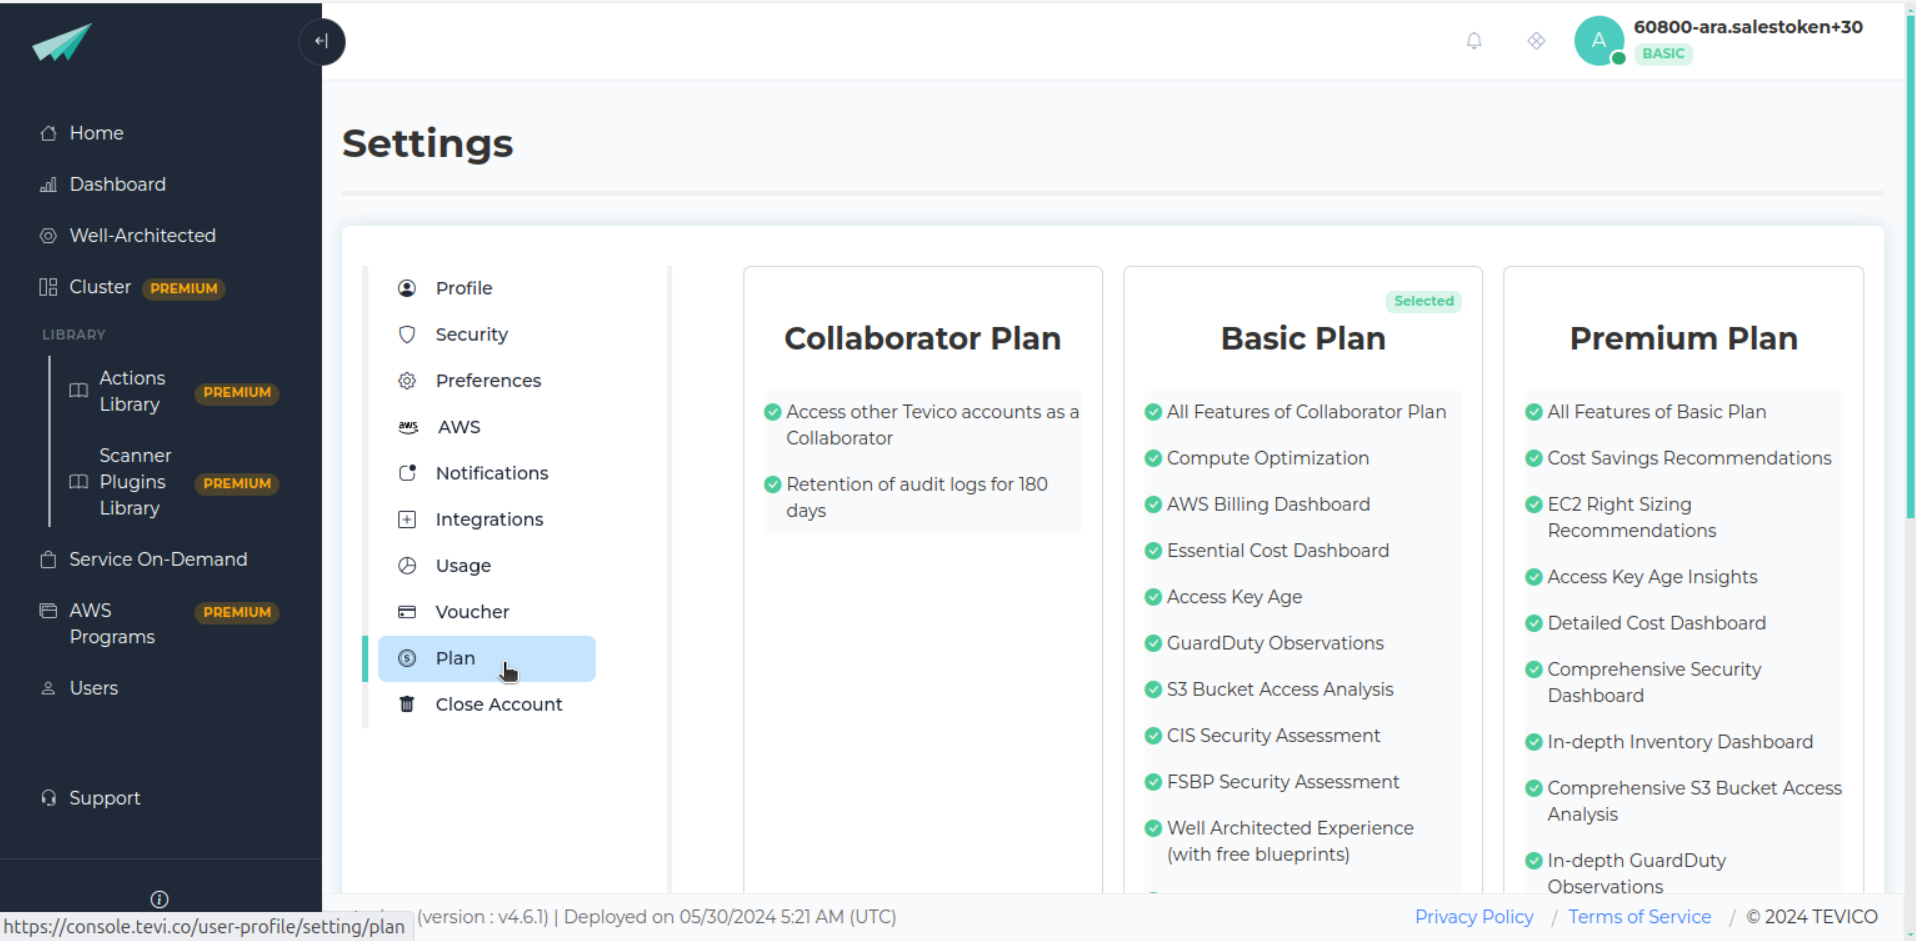 60800-ara.salestoken+30
A
BASIC
Home
Dashboard
Well-Architected
Cluster PREMIUM
LIBRARY
Actions
Library
PREMIUM
Scanner
Plugins
Library
PREMIUM
Service On-Demand
AWS
Programs
PREMIUM
Users
Support
Settings
Profile
Security
Preferences
aws AWS
Notifications
Integrations
Usage
Voucher
$ Plan
Close Account
Collaborator Plan
Access other Tevico accounts as a
Collaborator
Retention of audit logs for 180
days
Selected
Basic Plan
All Features of Collaborator Plan
Compute Optimization
AWS Billing Dashboard
Essential Cost Dashboard
Access Key Age
GuardDuty Observations
S3 Bucket Access Analysis
CIS Security Assessment
FSBP Security Assessment
Well Architected Experience
(with free blueprints)
Premium Plan
All Features of Basic Plan
Cost Savings Recommendations
EC2 Right Sizing
Recommendations
Access Key Age Insights
Detailed Cost Dashboard
Comprehensive Security
Dashboard
In-depth Inventory Dashboard
Comprehensive S3 Bucket Access
Analysis
In-depth GuardDuty
Observations
https://console.tevi.co/user-profile/setting/plan
(version : v4.6.1) | Deployed on 05/30/2024 5:21 AM (UTC)
Privacy Policy / Terms of Service / © 2024 TEVICO